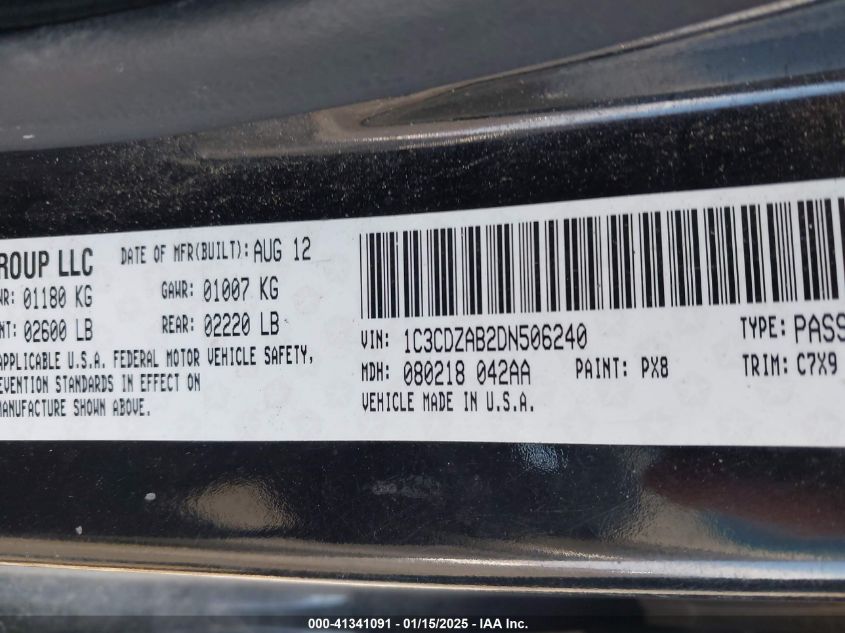 ROUP LLC DATE OF MFR(BUILT): AUG 12
WR: 01180 KG GAWR: 01007 KG
NT: 02600 LB REAR: 02220 LB
APPLICABLE U.S.A. FEDERAL MOTOR VEHICLE SAFETY,
EVENTION STANDARDS IN EFFECT ON
MANUFACTURE SHOWN ABOVE.
VIN: 1C3CDZAB2DN506240 TYPE: PASS
MDH: 080218 042AA PAINT: PX8 TRIM: C7X9
VEHICLE MADE IN U.S.A.
000-41341091 - 01/15/2025 - IAA Inc.